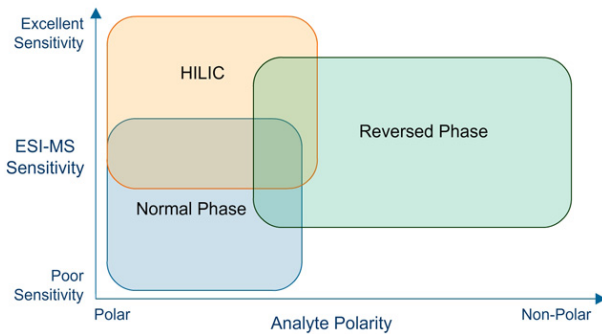 Excellent
Sensitivity
HILIC
Reversed Phase
ESI-MS
Sensitivity
Normal Phase
Poor
Sensitivity
Polar
Analyte Polarity
Non-Polar